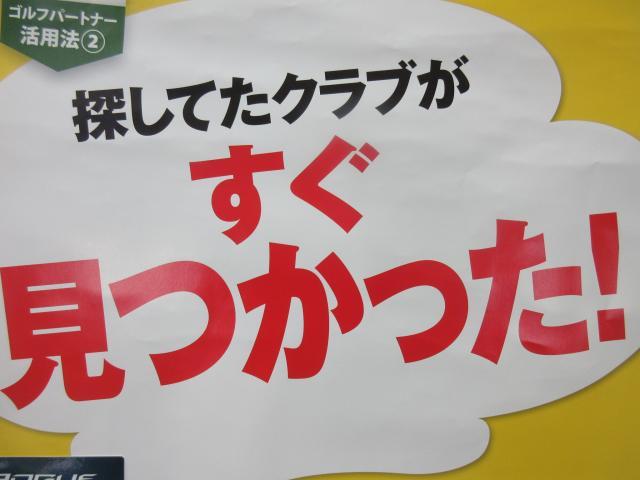 ゴルフパートナー
活用法②
探してたクラブが
すぐ
見つかった!